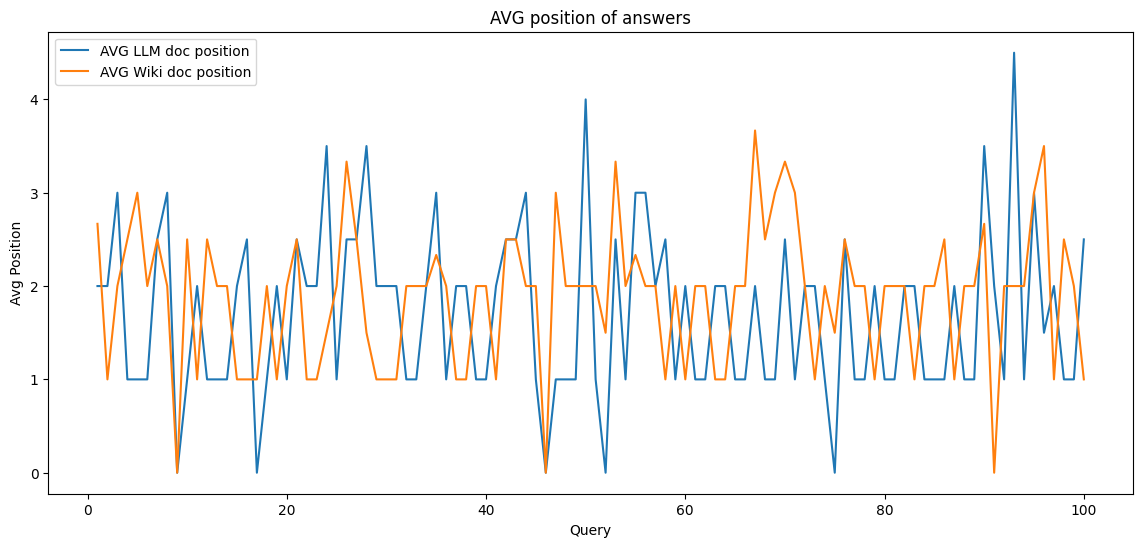 AVG position of answers
AVG LLM doc position
AVG Wiki doc position
4
3
2
1
0
Avg Position
0 20 40 60 80 100
Query